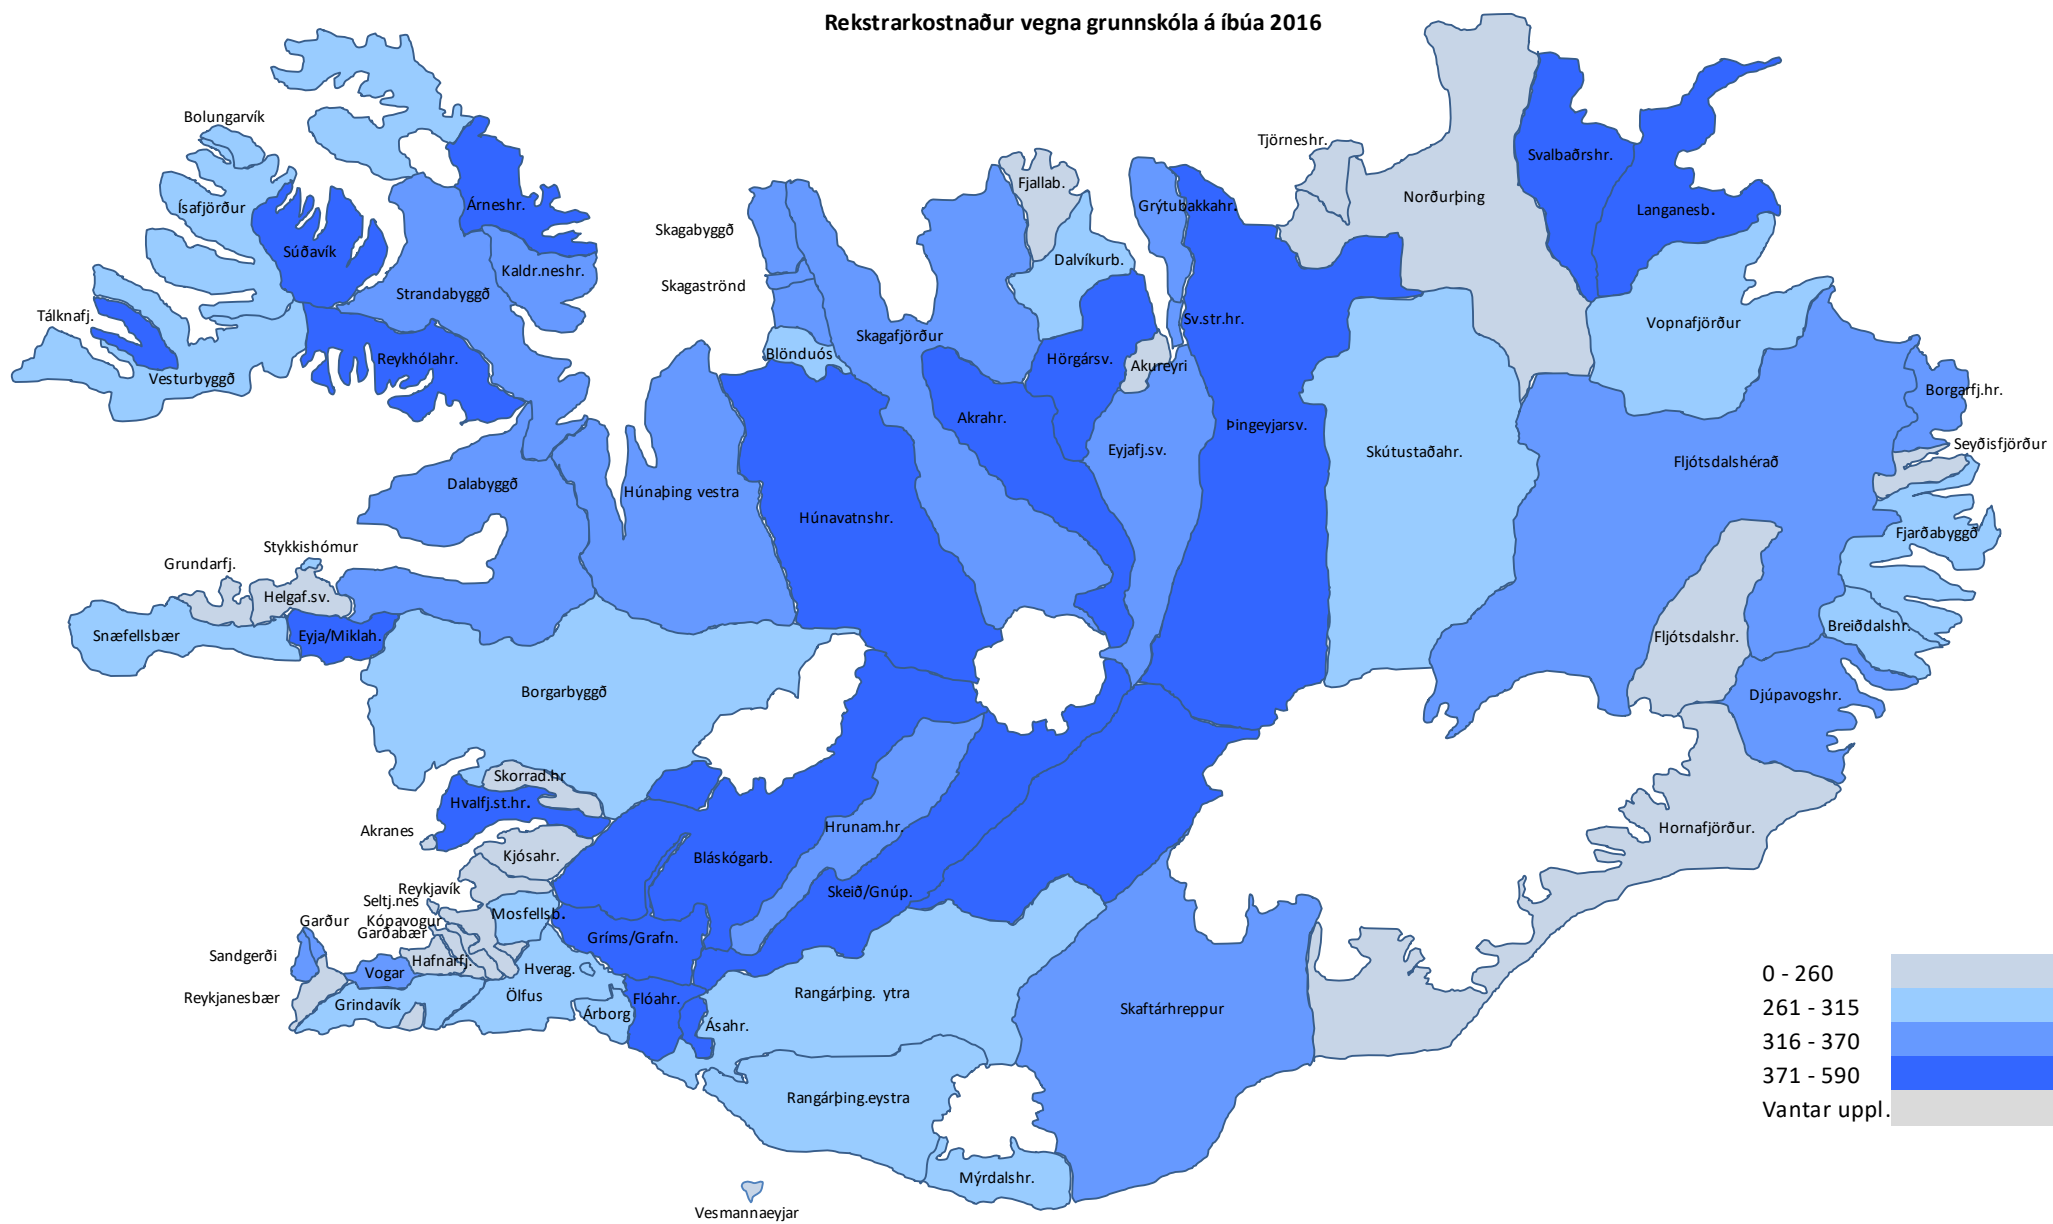 Rekstrarkostnaður vegna grunnskóla á íbúa 2016
Bolungarvík
Ísafjörður
Súðavík
Árneshr.
Kaldr.neshr.
Strandabyggð
Tálknafj.
Vesturbyggð
Reykhólahr.
Skagabyggð
Skagaströnd
Blönduós
Skagafjörður
Fjallab.
Dalvíkurb.
Hörgársv.
Akureyri
Grýtubakkahr.
Sv.str.hr.
Tjörneshr.
Norðurþing
Svalbaðrshr.
Langanesb.
Vopnafjörður
Borgarfj.hr.
Seyðisfjörður
Akrahr.
Eyjafj.sv.
Þingeyjarsv.
Skútustaðahr.
Fljótsdalshérað
Fjarðabyggð
Breiðdalshr.
Fljótsdalshr.
Djúpavogshr.
Hornafjörður.
Dalabyggð
Húnaþing vestra
Húnavatnshr.
Stykkishómur
Grundarfj.
Helgaf.sv.
Snæfellsbær
Eyja/Miklah.
Borgarbyggð
Skorrad.hr
Hvalfj.st.hr.
Akranes
Kjósahr.
Reykjavík
Seltj.nes
Kópavogur
Garðabær
Mosfellsb.
Hafnarfj.
Garður
Sandgerði
Reykjanesbær
Vogar
Grindavík
Hverag.
Ölfus
Árborg
Gríms/Grafn.
Bláskógarb.
Hrunam.hr.
Skeið/Gnúp.
Flóahr.
Ásahr.
Rangárþing. ytra
Rangárþing.eystra
Mýrdalshr.
Skaftárhreppur
Vesmannaeyjar
0 - 260
261 - 315
316 - 370
371 - 590
Vantar uppl.